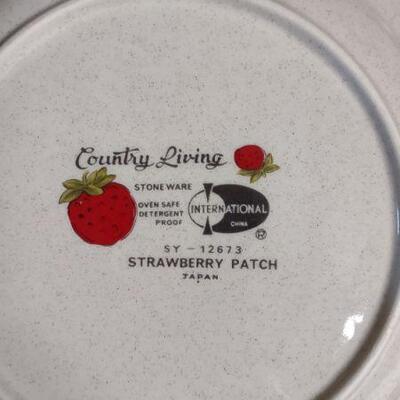 Country Living
STONEWARE
OVEN SAFE
DETERGENT
PROOF
INTERNATIONAL
CHINA
®
SY - 12673
STRAWBERRY PATCH
JAPAN